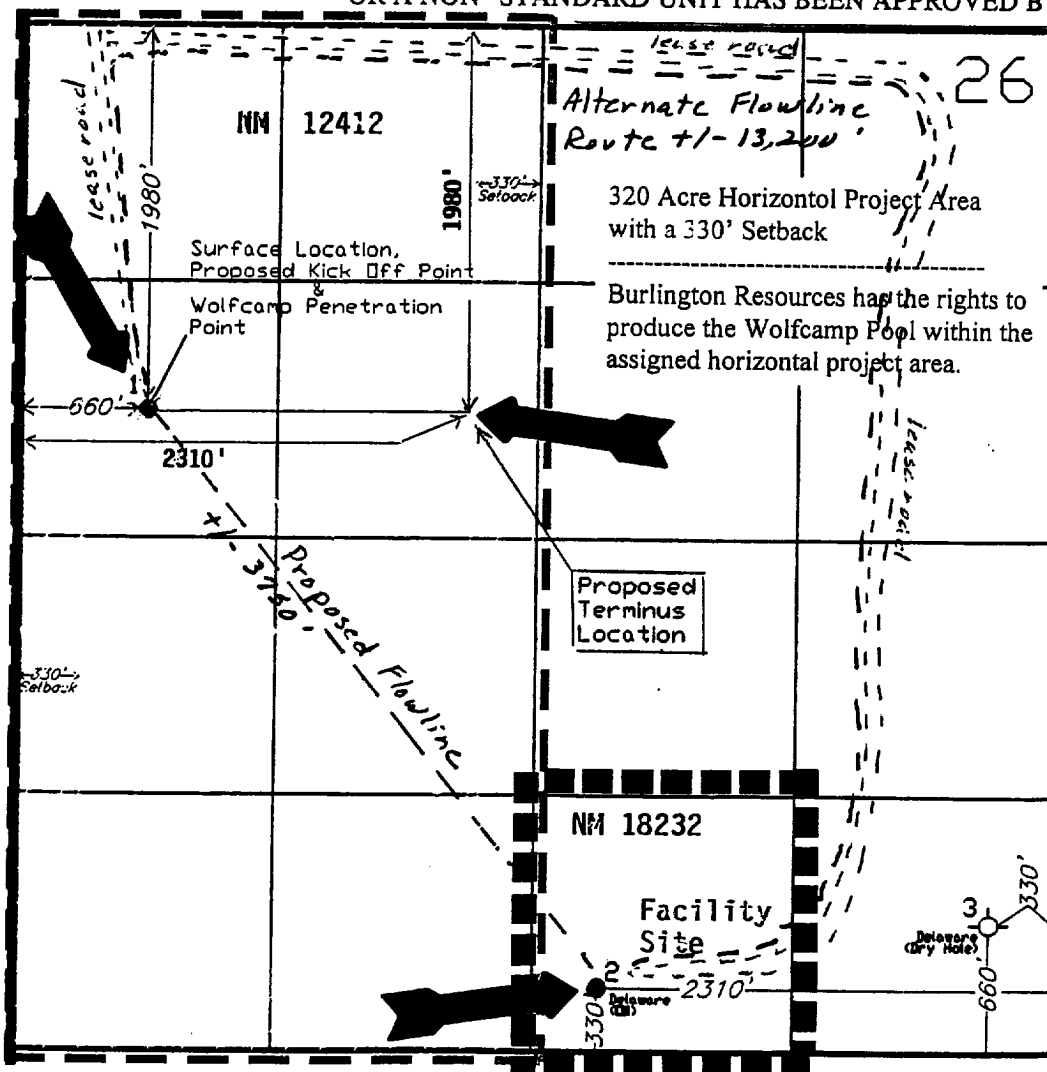 OR A NON-STANDARD UNIT HAS BEEN APPROVED B
lease road
26
lease road
NM 12412
Alternate Flowline
Route +/- 13,200'
1980'
1980'
330'
Setback
320 Acre Horizontol Project Area
with a 330' Setback
Surface Location,
Proposed Kick Off Point
&
Wolfcamp Penetration
Point
Burlington Resources has the rights to
produce the Wolfcamp Pool within the
assigned horizontal project area.
1
660'
2310'
lease road
+/- 3750'
Proposed Flowline
Proposed
Terminus
Location
330'
Setback
NM 18232
Facility
Site
3
330'
Delaware
(Dry Hole)
2
Delaware
2310'
330'
660'